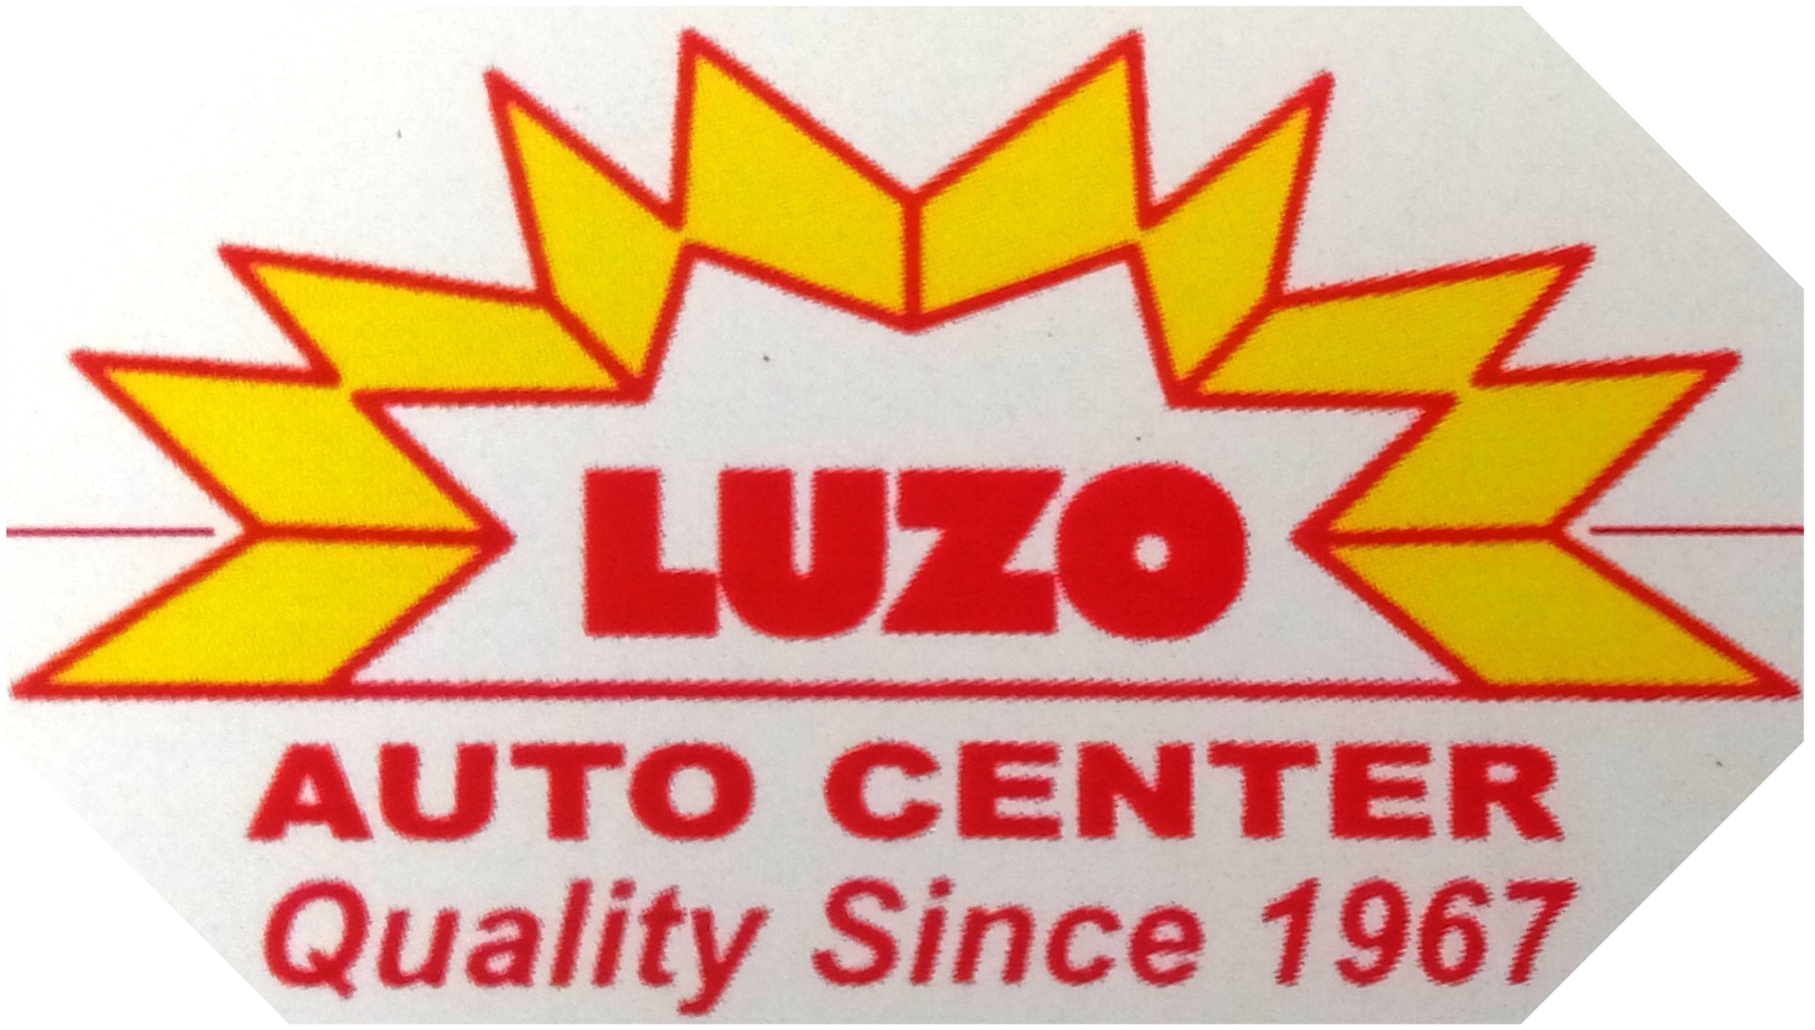 LUZO
AUTO CENTER
Quality Since 1967